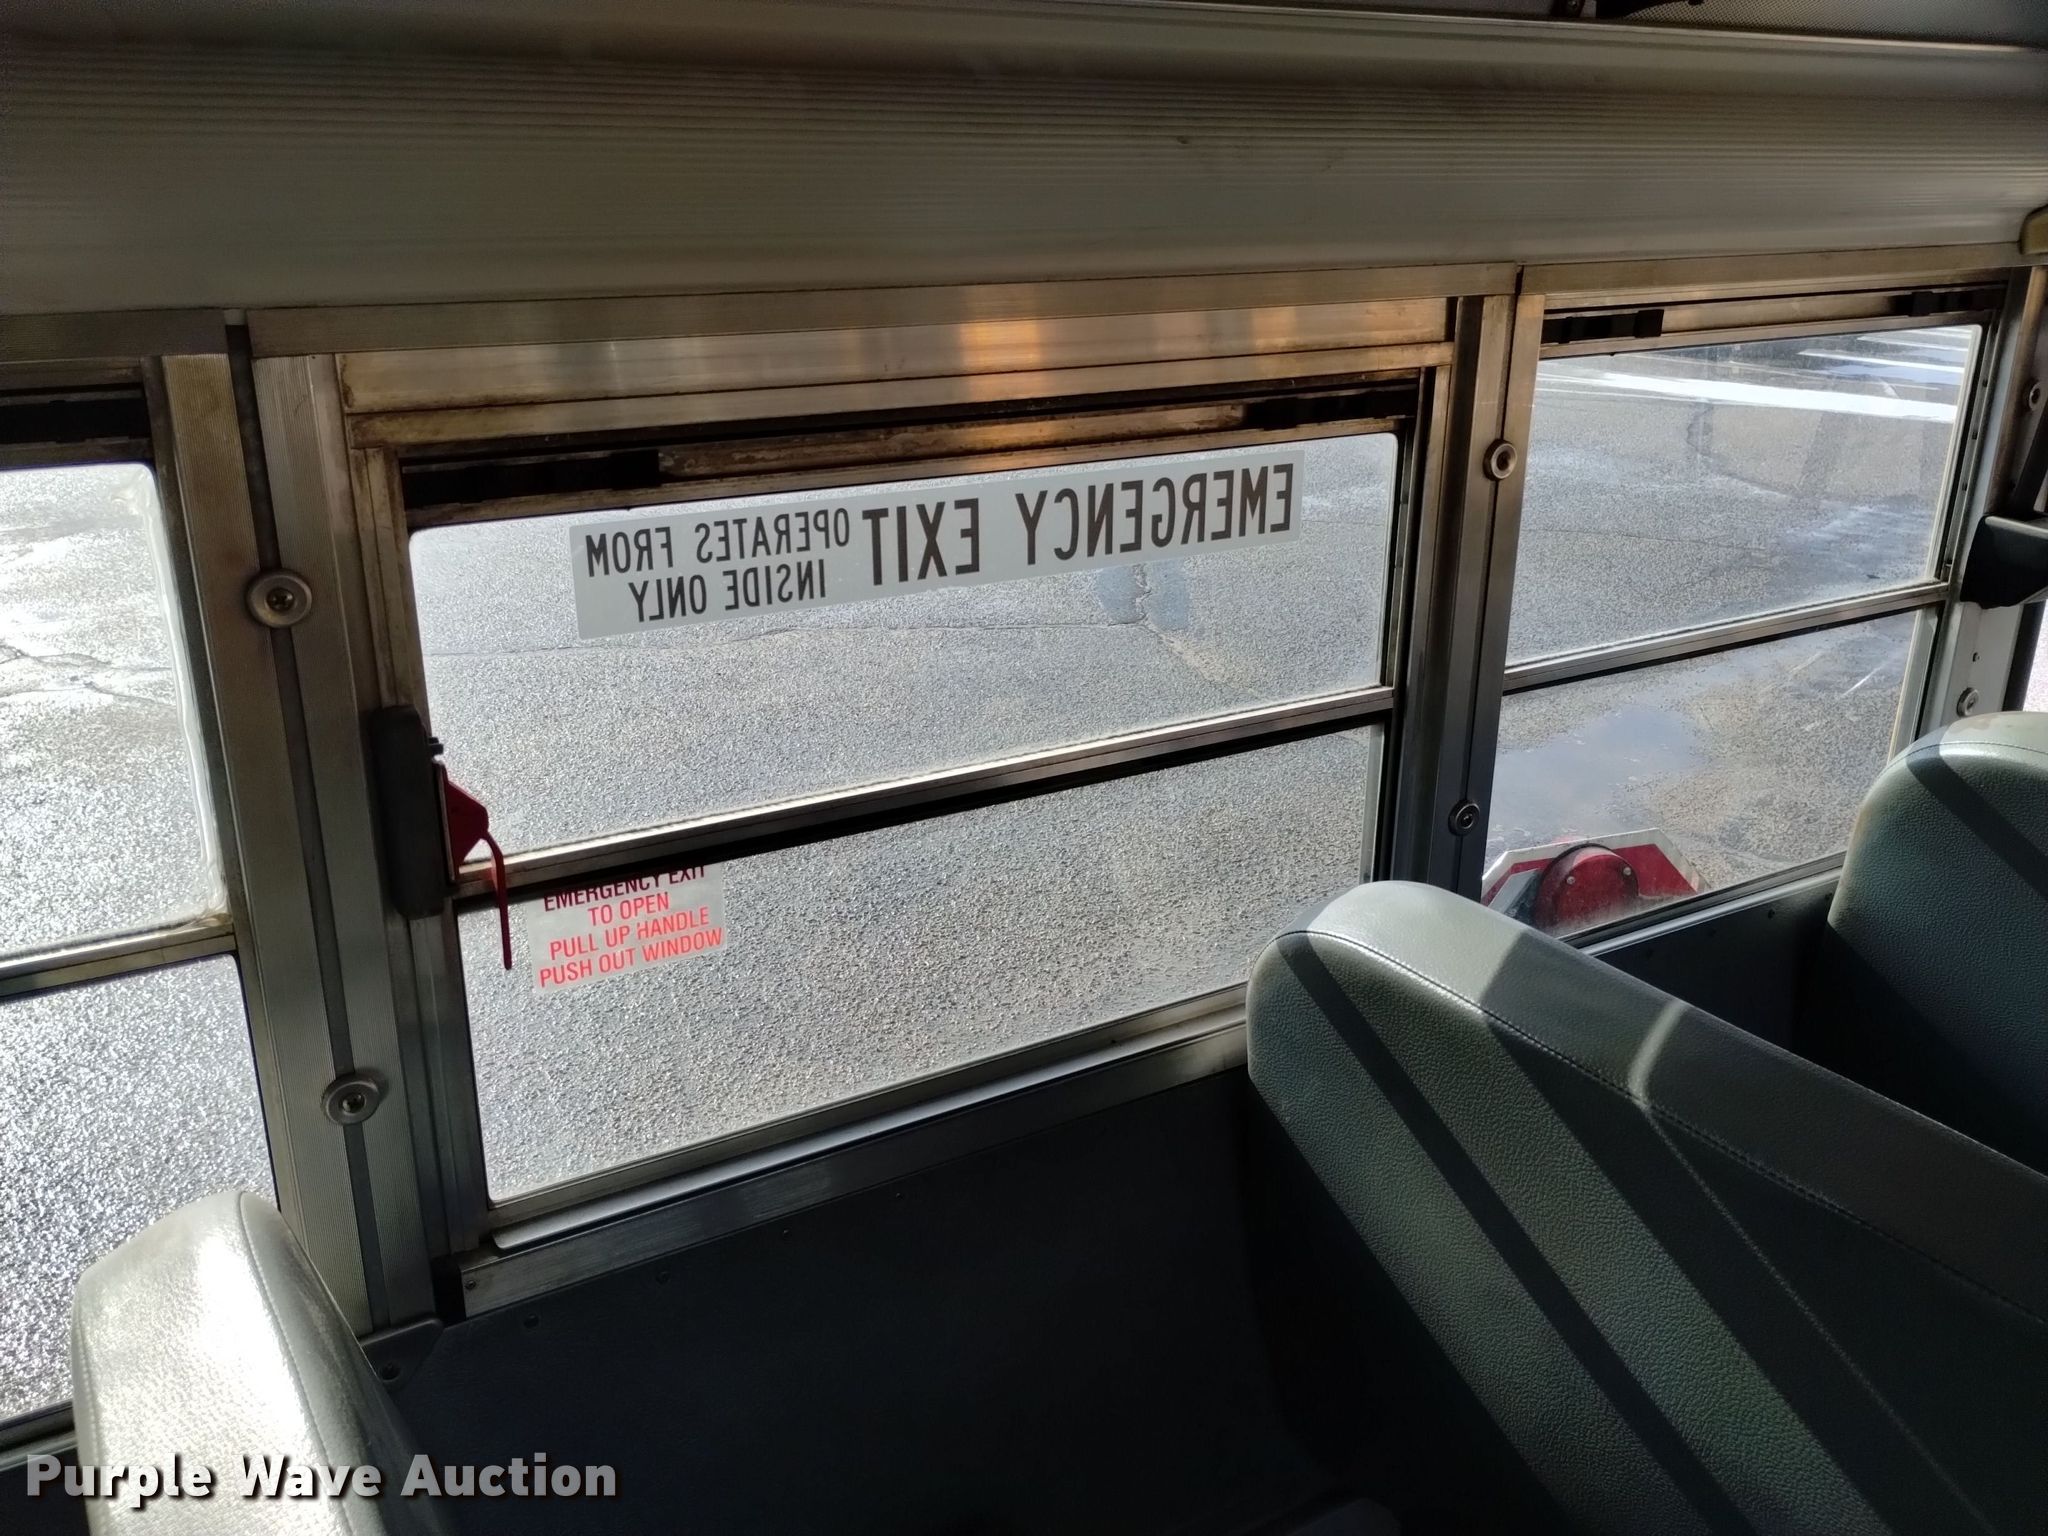 EMERGENCY EXIT OPERATES FROM
INSIDE ONLY
EMERGENCY EXIT
TO OPEN
PULL UP HANDLE
PUSH OUT WINDOW
Purple Wave Auction